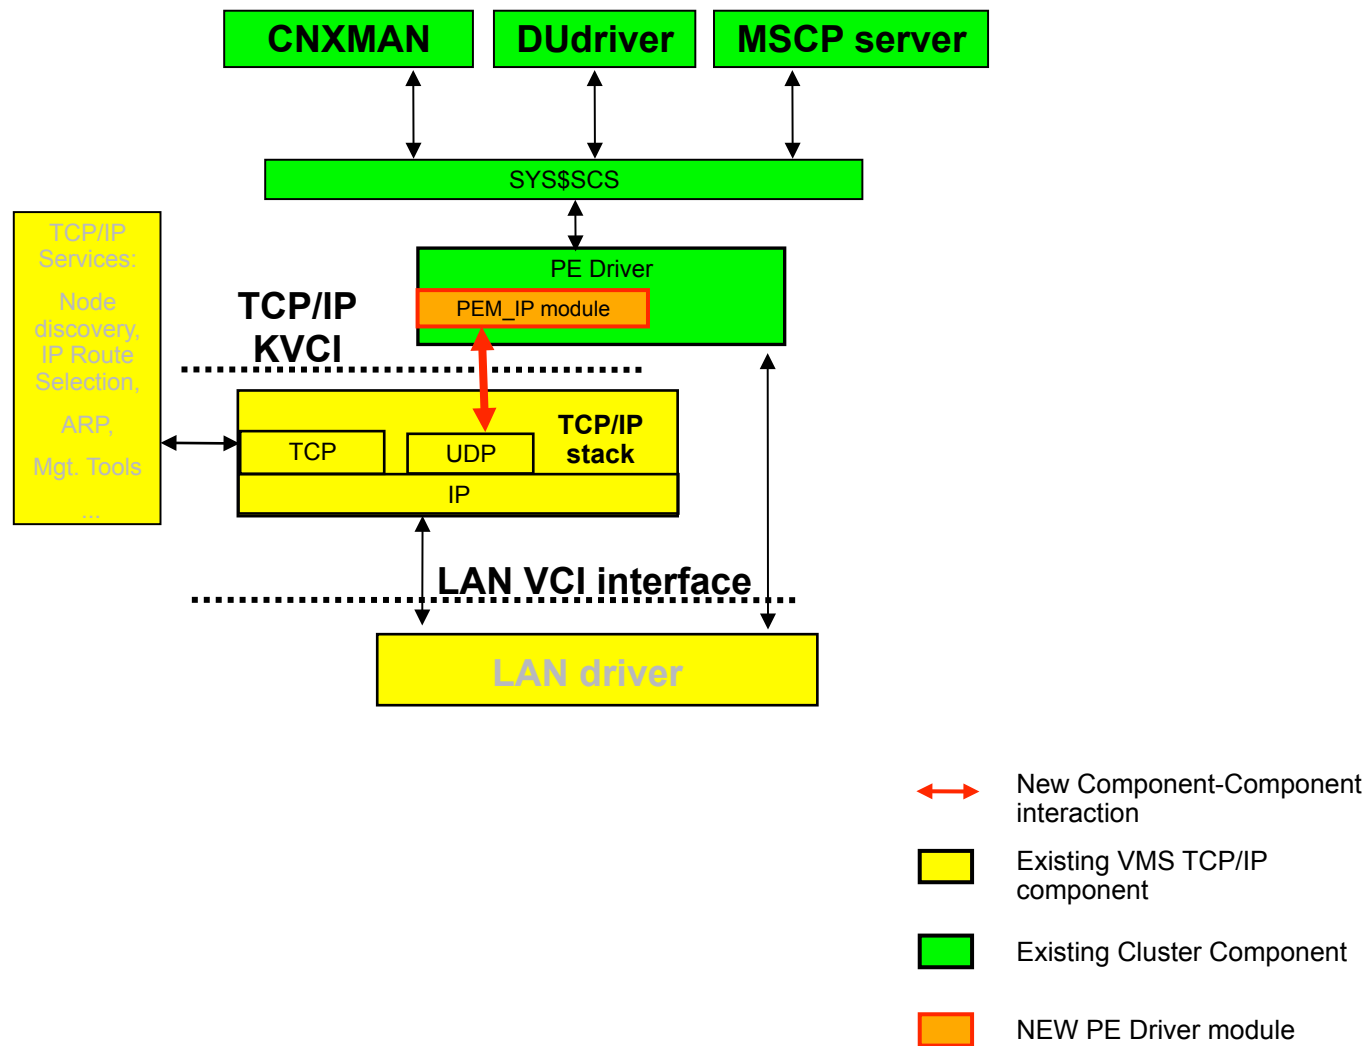 CNXMAN
DUdriver
MSCP server
SYS$SCS
TCP/IP
Services:
Node
discovery,
IP Route
Selection,
ARP,
Mgt. Tools
...
PE Driver
PEM_IP module
TCP/IP
KVCI
TCP/IP
stack
TCP
UDP
IP
LAN VCI interface
LAN driver
New Component-Component
interaction
Existing VMS TCP/IP
component
Existing Cluster Component
NEW PE Driver module